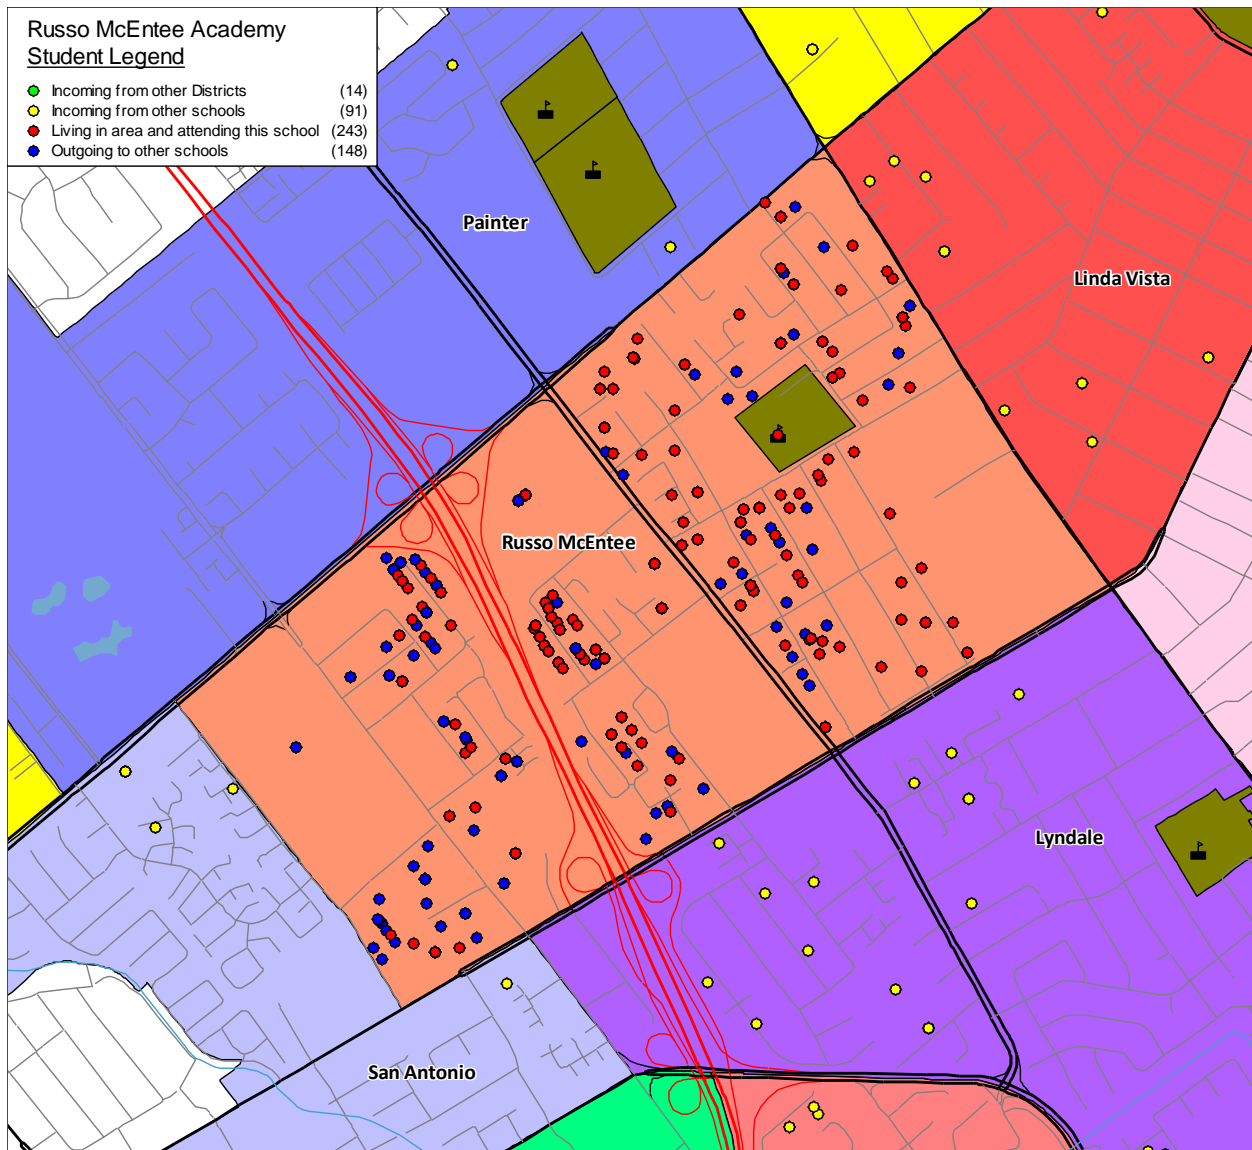 Russo McEntee Academy
Student Legend
Incoming from other Districts (14)
Incoming from other schools (91)
Living in area and attending this school (243)
Outgoing to other schools (148)
Painter
Linda Vista
Russo McEntee
Lyndale
San Antonio